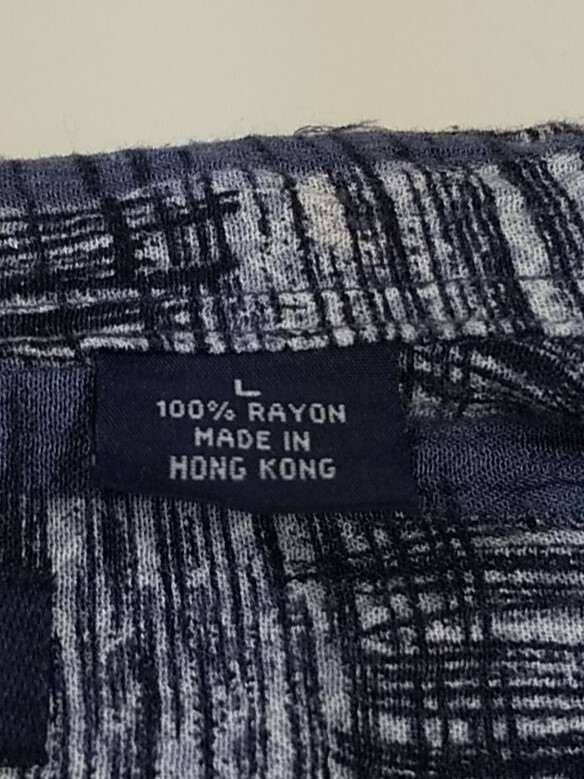 L
100% RAYON
MADE IN
HONG KONG